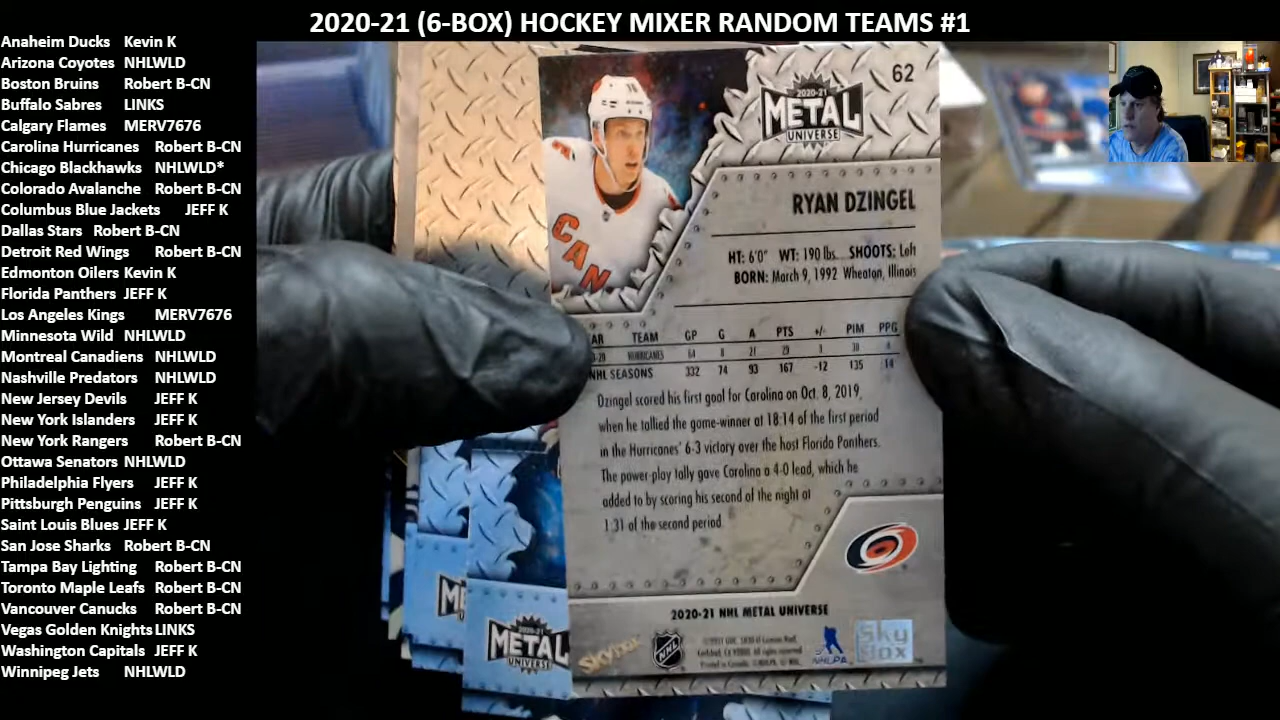 2020-21 (6-BOX) HOCKEY MIXER RANDOM TEAMS #1
Anaheim Ducks Kevin K
Arizona Coyotes NHLWLD
Boston Bruins Robert B-CN
Buffalo Sabres LINKS
Calgary Flames MERV7676
Carolina Hurricanes Robert B-CN
Chicago Blackhawks NHLWLD*
Colorado Avalanche Robert B-CN
Columbus Blue Jackets JEFF K
Dallas Stars Robert B-CN
Detroit Red Wings Robert B-CN
Edmonton Oilers Kevin K
Florida Panthers JEFF K
Los Angeles Kings MERV7676
Minnesota Wild NHLWLD
Montreal Canadiens NHLWLD
Nashville Predators NHLWLD
New Jersey Devils JEFF K
New York Islanders JEFF K
New York Rangers Robert B-CN
Ottawa Senators NHLWLD
Philadelphia Flyers JEFF K
Pittsburgh Penguins JEFF K
Saint Louis Blues JEFF K
San Jose Sharks Robert B-CN
Tampa Bay Lighting Robert B-CN
Toronto Maple Leafs Robert B-CN
Vancouver Canucks Robert B-CN
Vegas Golden Knights LINKS
Washington Capitals JEFF K
Winnipeg Jets NHLWLD
62
2020-21
METAL
UNIVERSE
CAN
RYAN DZINGEL
HT: 6'0" WT: 190 lbs. SHOOTS: Left
BORN: March 9, 1992 Wheaton, Illinois
AR TEAM GP G A PTS +/- PIM PPG
HURRICANES 64 8 21 29
NHL SEASONS 332 74 93 167 -12 135 14
Dzingel scored his first goal for Carolina on Oct. 8, 2019,
when he tallied the game-winner at 18:14 of the first period
in the Hurricanes' 6-3 victory over the host Florida Panthers.
The power-play tally gave Carolina a 4-0 lead, which he
added to by scoring his second of the night at
1:31 of the second period.
2020-21 NHL METAL UNIVERSE
SKYBOX
NHL
NHLPA
Sky
Box
2020-21
METAL
UNIVERSE